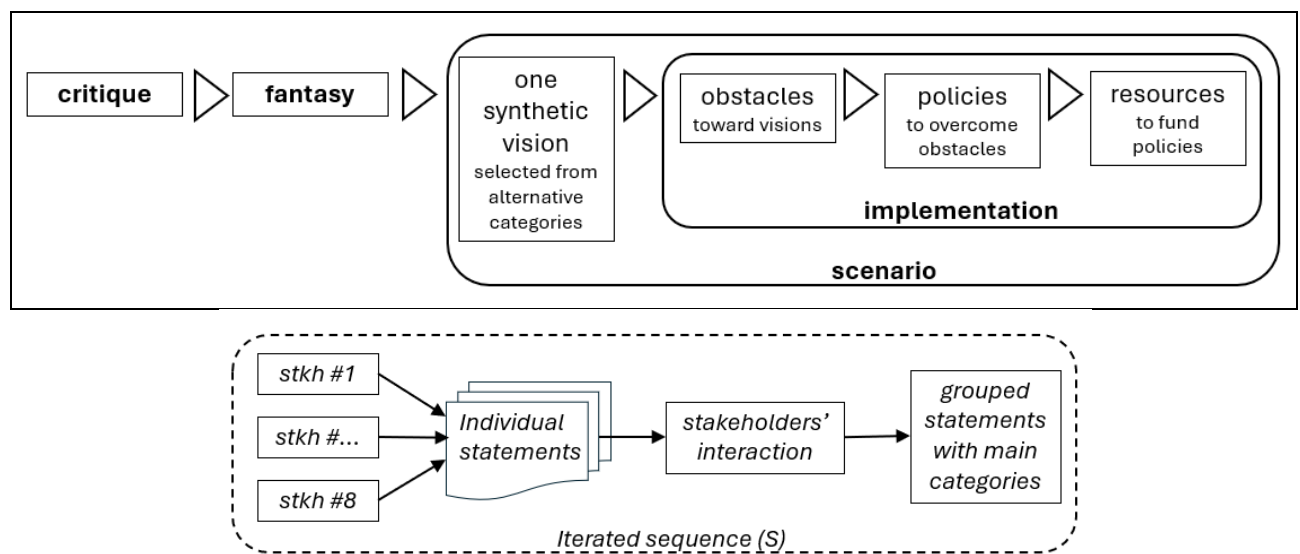 critique
fantasy
one
synthetic
vision
selected from
alternative
categories
obstacles
toward visions
policies
to overcome
obstacles
resources
to fund
policies
implementation
scenario
stkh #1
stkh #...
stkh #8
Individual
statements
stakeholders’
interaction
grouped
statements
with main
categories
Iterated sequence (S)